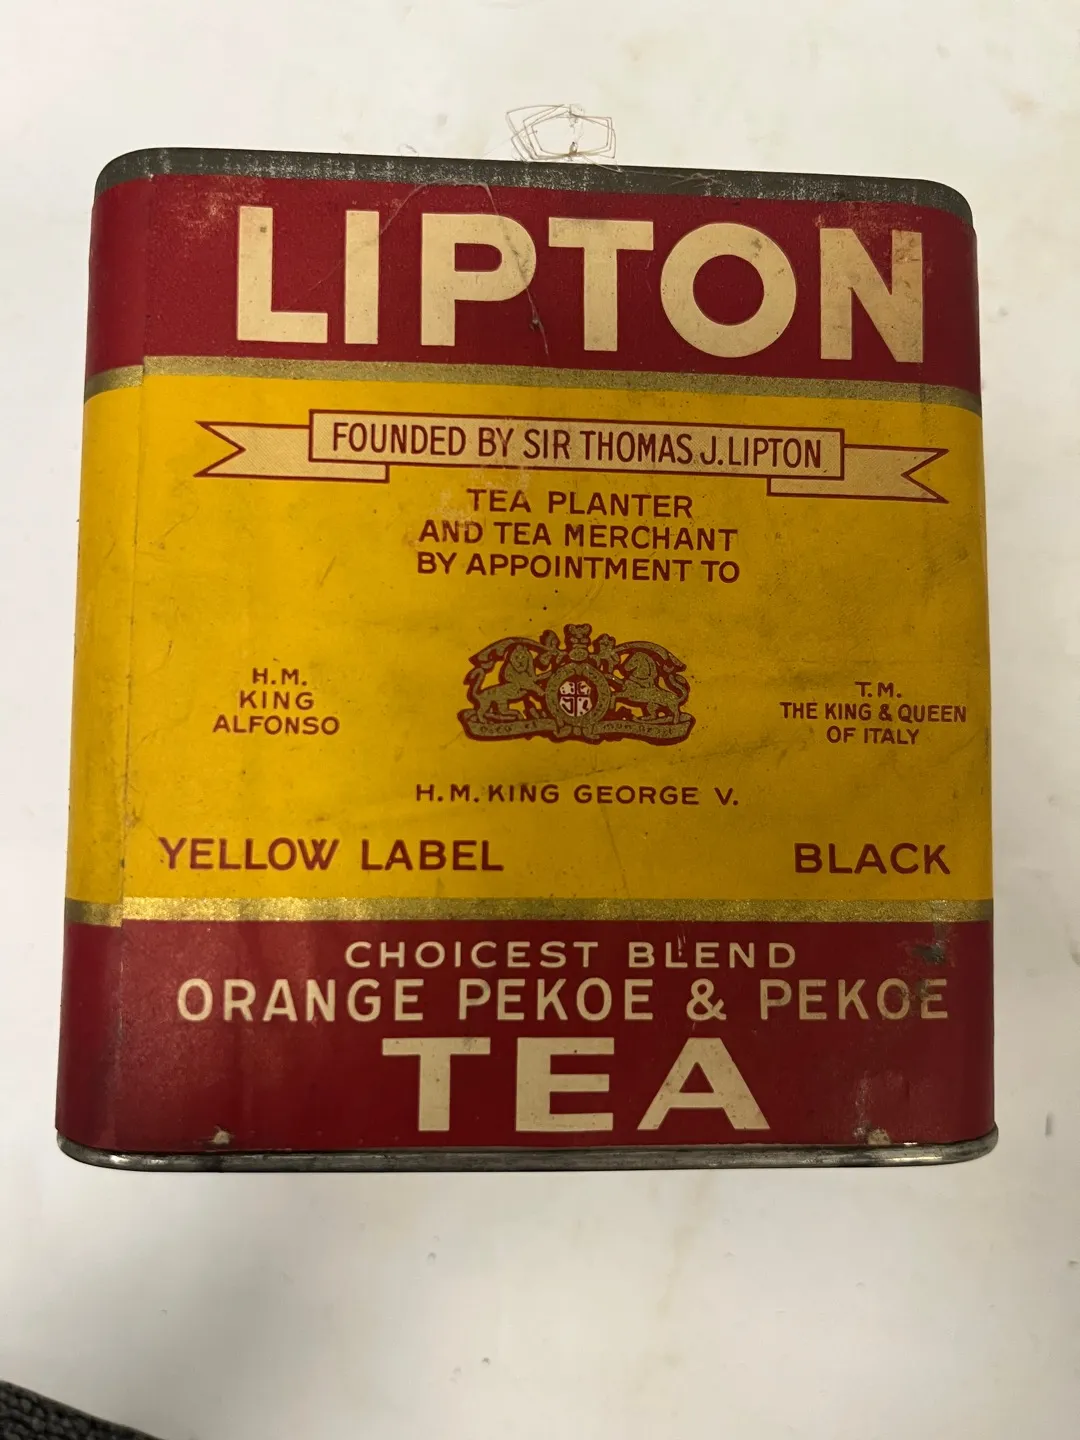 LIPTON
FOUNDED BY SIR THOMAS J. LIPTON
TEA PLANTER
AND TEA MERCHANT
BY APPOINTMENT TO
H.M.
KING
ALFONSO
T.M.
THE KING & QUEEN
OF ITALY
H.M. KING GEORGE V.
YELLOW LABEL
BLACK
CHOICEST BLEND
ORANGE PEKOE & PEKOE
TEA